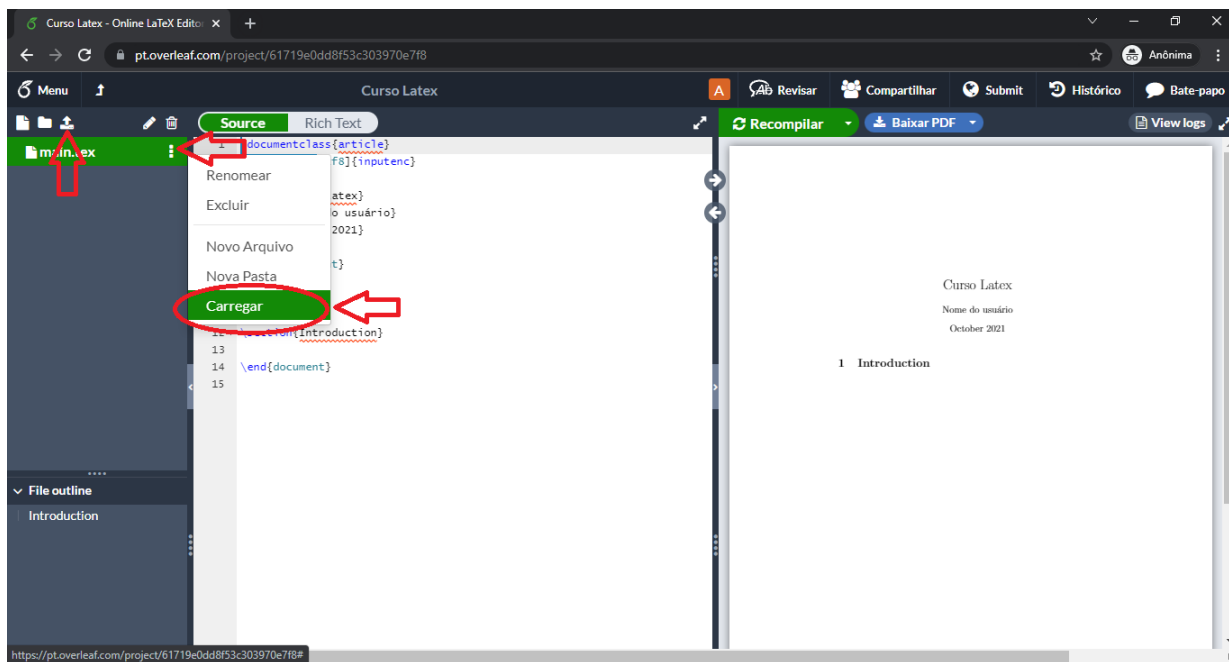 Curso Latex - Online LaTeX Edito
pt.overleaf.com/project/61719e0dd8f53c303970e7f8
Anônima
Menu
Curso Latex
A
Revisar
Compartilhar
Submit
Histórico
Bate-papo
Source
Rich Text
Recompilar
Baixar PDF
View logs
main.tex
1 documentclass{article}
f8]{inputenc}
atex}
o usuário}
2021}
t}
Renomear
Excluir
Novo Arquivo
Nova Pasta
Carregar
12 \section{Introduction}
13
14 \end{document}
15
File outline
Introduction
Curso Latex
Nome do usuário
October 2021
1 Introduction
https://pt.overleaf.com/project/61719e0dd8f53c303970e7f8#